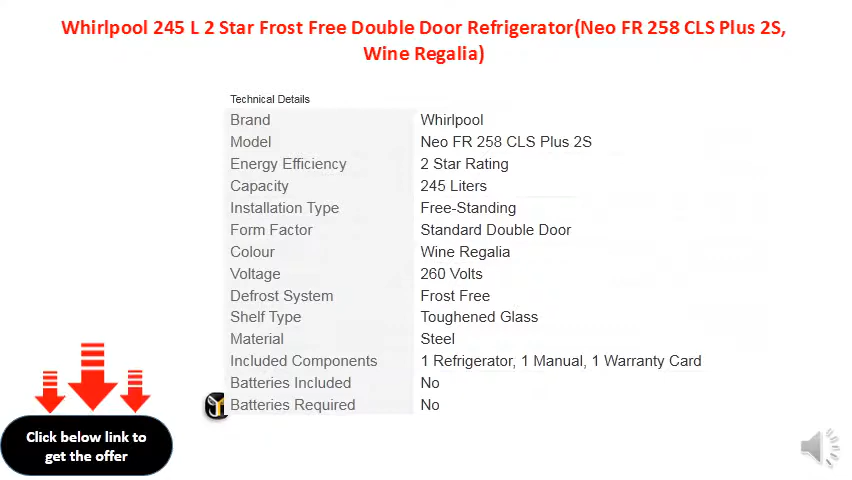 Whirlpool 245 L 2 Star Frost Free Double Door Refrigerator(Neo FR 258 CLS Plus 2S,
Wine Regalia)
Technical Details
Brand Whirlpool
Model Neo FR 258 CLS Plus 2S
Energy Efficiency 2 Star Rating
Capacity 245 Liters
Installation Type Free-Standing
Form Factor Standard Double Door
Colour Wine Regalia
Voltage 260 Volts
Defrost System Frost Free
Shelf Type Toughened Glass
Material Steel
Included Components 1 Refrigerator, 1 Manual, 1 Warranty Card
Batteries Included No
Batteries Required No
Click below link to
get the offer